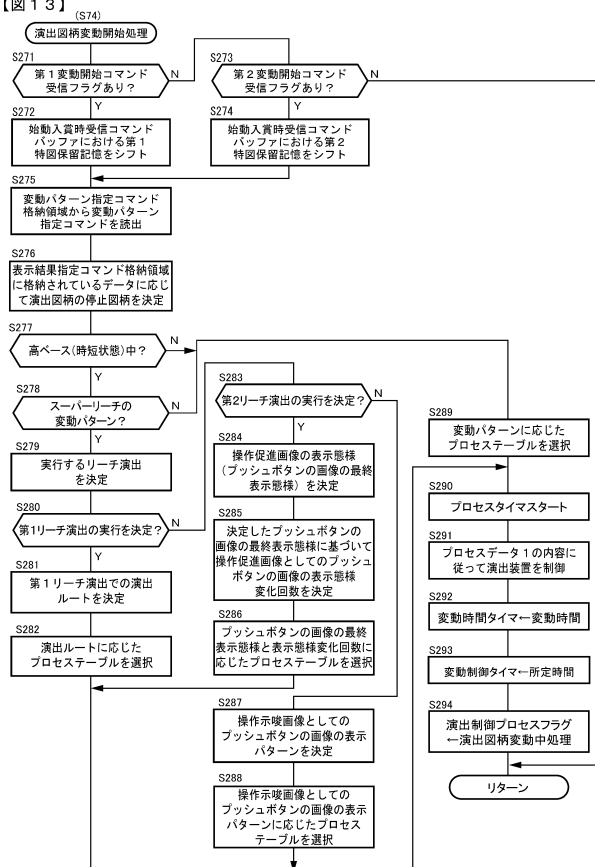 【図13】
(S74)
演出図柄変動開始処理
S271
第1変動開始コマンド
受信フラグあり?
N
Y
S272
始動入賞時受信コマンド
バッファにおける第1
特図保留記憶をシフト
S273
第2変動開始コマンド
受信フラグあり?
N
Y
S274
始動入賞時受信コマンド
バッファにおける第2
特図保留記憶をシフト
S275
変動パターン指定コマンド
格納領域から変動パターン
指定コマンドを読出
S276
表示結果指定コマンド格納領域
に格納されているデータに応じ
て演出図柄の停止図柄を決定
S277
高ベース(時短状態)中?
N
Y
S278
スーパーリーチの
変動パターン?
N
Y
S279
実行するリーチ演出
を決定
S280
第1リーチ演出の実行を決定?
N
Y
S281
第1リーチ演出での演出
ルートを決定
S282
演出ルートに応じた
プロセステーブルを選択
S283
第2リーチ演出の実行を決定?
N
Y
S284
操作促進画像の表示態様
(プッシュボタンの画像の最終
表示態様)を決定
S285
決定したプッシュボタンの
画像の最終表示態様に基づいて
操作促進画像としてのプッシュ
ボタンの画像の表示態様
変化回数を決定
S286
プッシュボタンの画像の最終
表示態様と表示態様変化回数に
応じたプロセステーブルを選択
S287
操作示唆画像としての
プッシュボタンの画像の表示
パターンを決定
S288
操作示唆画像としての
プッシュボタンの画像の表示
パターンに応じたプロセス
テーブルを選択
S289
変動パターンに応じた
プロセステーブルを選択
S290
プロセスタイマスタート
S291
プロセスデータ1の内容に
従って演出装置を制御
S292
変動時間タイマ←変動時間
S293
変動制御タイマ←所定時間
S294
演出制御プロセスフラグ
←演出図柄変動中処理
リターン